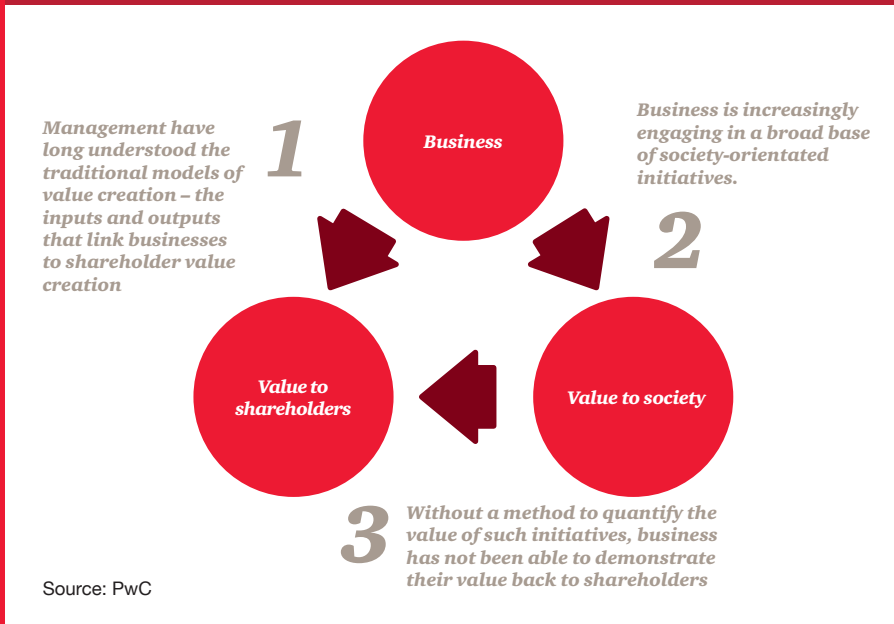 Management have
long understood the
traditional models of
value creation – the
inputs and outputs
that link businesses
to shareholder value
creation
1
Business
Business is increasingly
engaging in a broad base
of society-orientated
initiatives.
2
Value to
shareholders
Value to society
3
Without a method to quantify the
value of such initiatives, business
has not been able to demonstrate
their value back to shareholders
Source: PwC